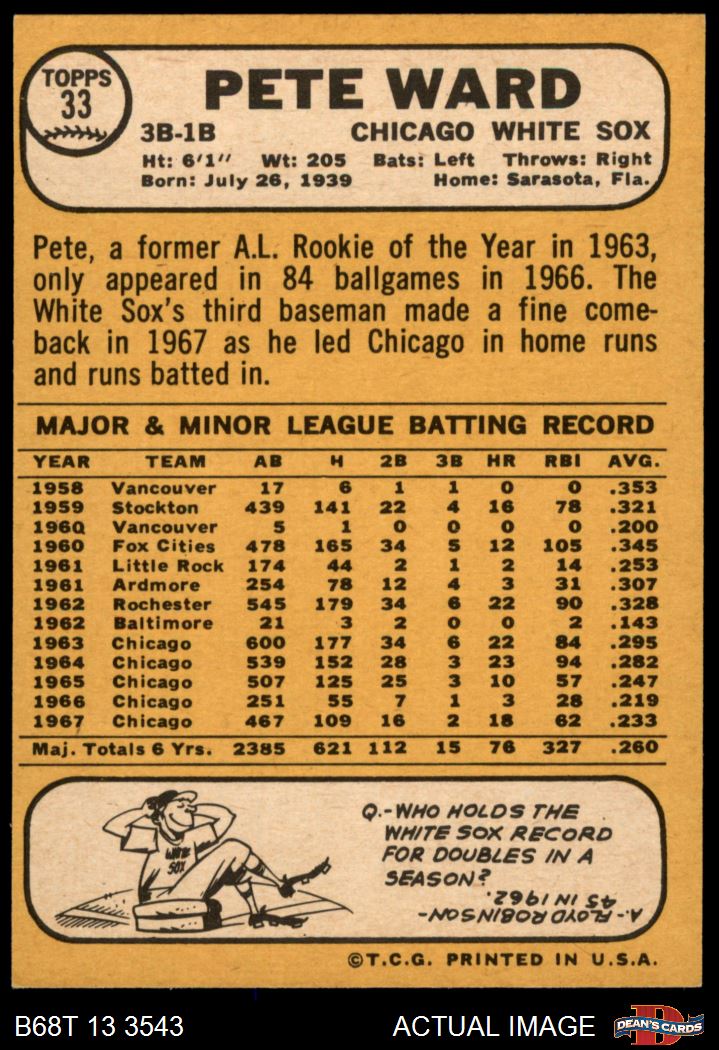 TOPPS
33
PETE WARD
3B-1B CHICAGO WHITE SOX
Ht: 6'1" Wt: 205 Bats: Left Throws: Right
Born: July 26, 1939 Home: Sarasota, Fla.
Pete, a former A.L. Rookie of the Year in 1963,
only appeared in 84 ballgames in 1966. The
White Sox's third baseman made a fine come-
back in 1967 as he led Chicago in home runs
and runs batted in.
MAJOR & MINOR LEAGUE BATTING RECORD
YEAR TEAM AB H 2B 3B HR RBI AVG.
1958 Vancouver 17 6 1 1 0 0 .353
1959 Stockton 439 141 22 4 16 78 .321
1960 Vancouver 5 1 0 0 0 0 .200
1960 Fox Cities 478 165 34 5 12 105 .345
1961 Little Rock 174 44 2 1 2 14 .253
1961 Ardmore 254 78 12 4 3 31 .307
1962 Rochester 545 179 34 6 22 90 .328
1962 Baltimore 21 3 2 0 0 2 .143
1963 Chicago 600 177 34 6 22 84 .295
1964 Chicago 539 152 28 3 23 94 .282
1965 Chicago 507 125 25 3 10 57 .247
1966 Chicago 251 55 7 1 3 28 .219
1967 Chicago 467 109 16 2 18 62 .233
Maj. Totals 6 Yrs. 2385 621 112 15 76 327 .260
WHITE
SOX
Q.-WHO HOLDS THE
WHITE SOX RECORD
FOR DOUBLES IN A
SEASON?
A.-FLOYD ROBINSON-
45 IN 1962.
©T.C.G. PRINTED IN U.S.A.
B68T 13 3543 ACTUAL IMAGE
D
DEAN'S CARDS